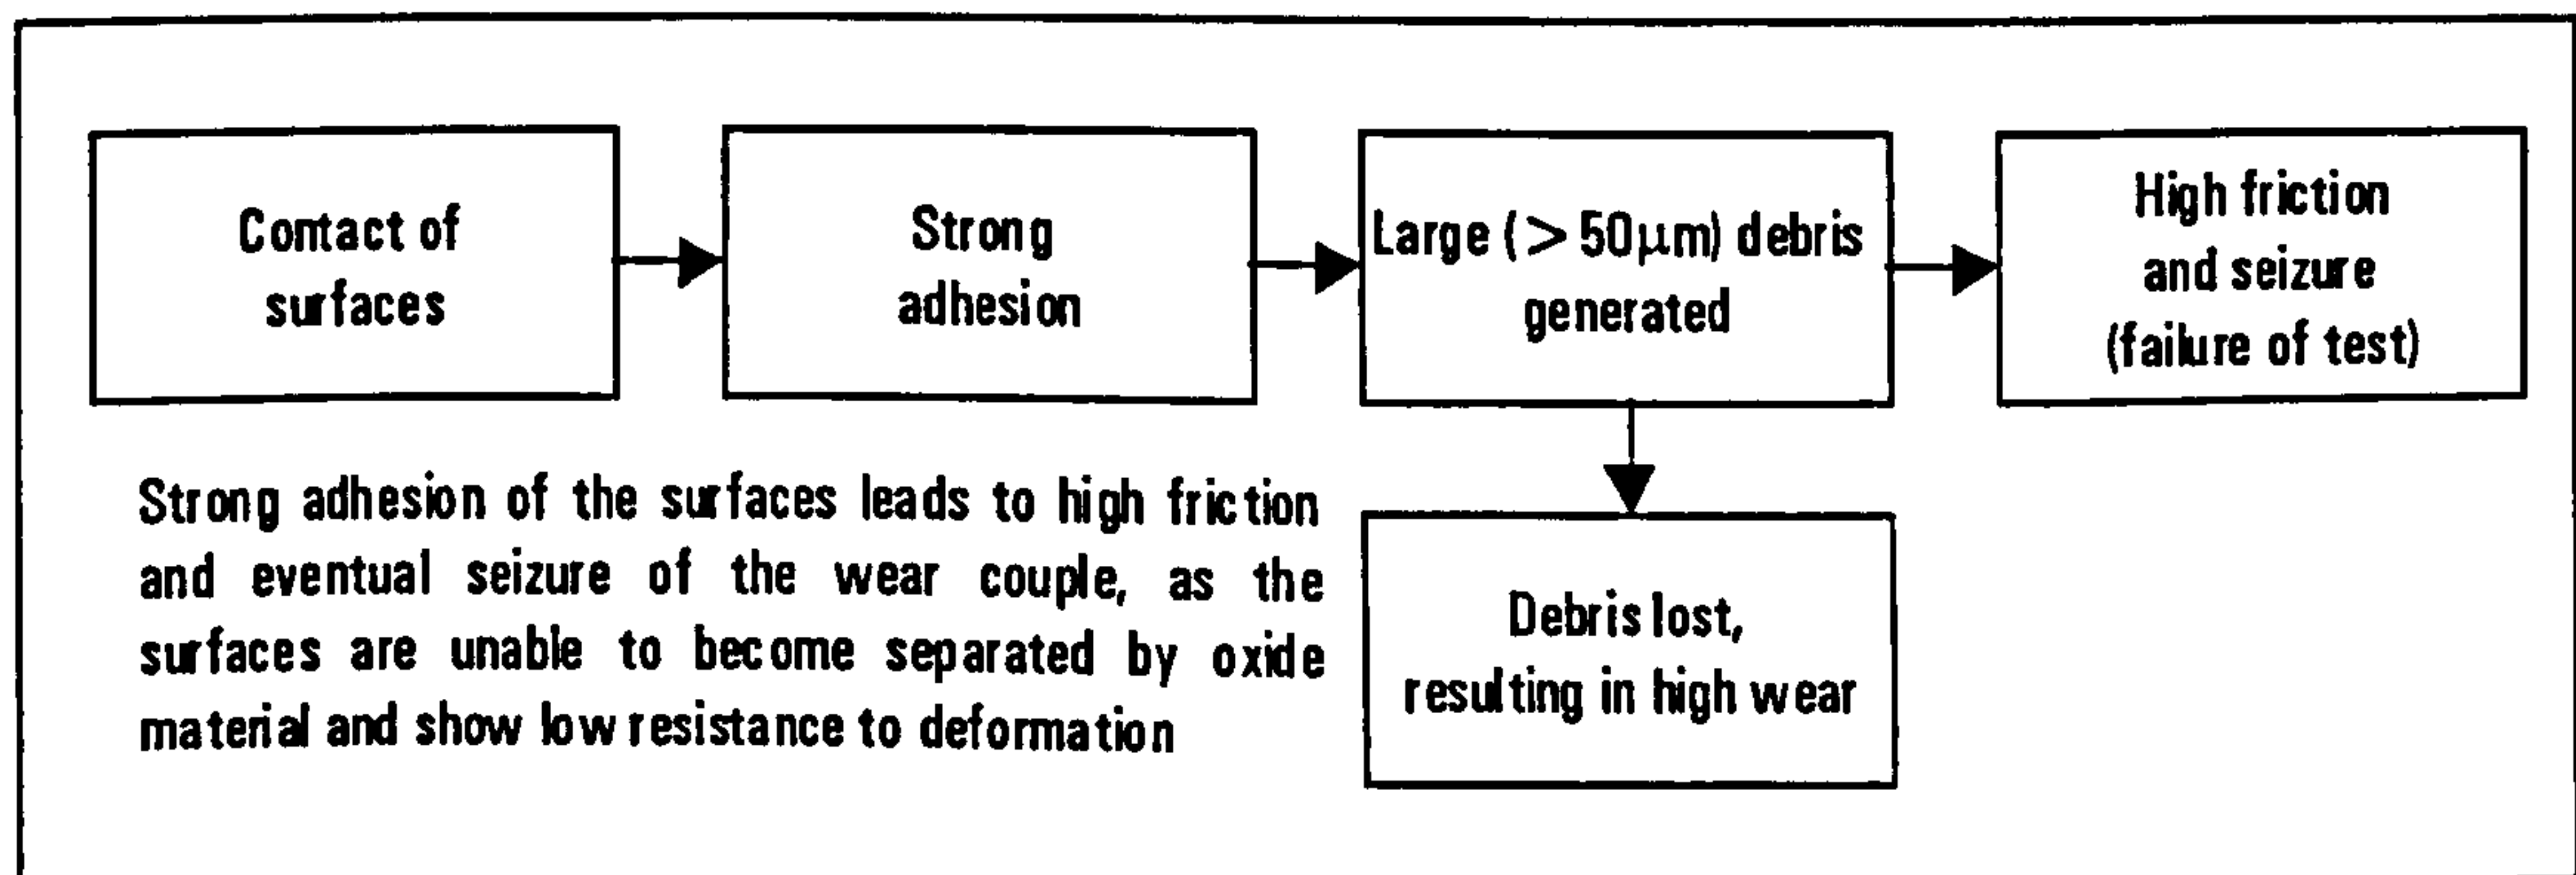 Contact of
surfaces
Strong
adhesion
Large (> 50μm) debris
generated
High friction
and seizure
(failure of test)
Strong adhesion of the surfaces leads to high friction
and eventual seizure of the wear couple, as the
surfaces are unable to become separated by oxide
material and show low resistance to deformation
Debris lost,
resulting in high wear